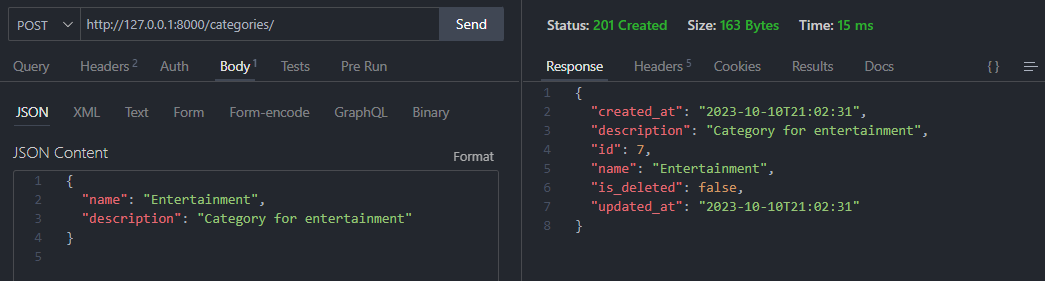 POST http://127.0.0.1:8000/categories/ Send
Query Headers 2 Auth Body 1 Tests Pre Run
JSON XML Text Form Form-encode GraphQL Binary
JSON Content Format
1 {
2 "name": "Entertainment",
3 "description": "Category for entertainment"
4 }
5
Status: 201 Created Size: 163 Bytes Time: 15 ms
Response Headers 5 Cookies Results Docs {}
1 {
2 "created_at": "2023-10-10T21:02:31",
3 "description": "Category for entertainment",
4 "id": 7,
5 "name": "Entertainment",
6 "is_deleted": false,
7 "updated_at": "2023-10-10T21:02:31"
8 }